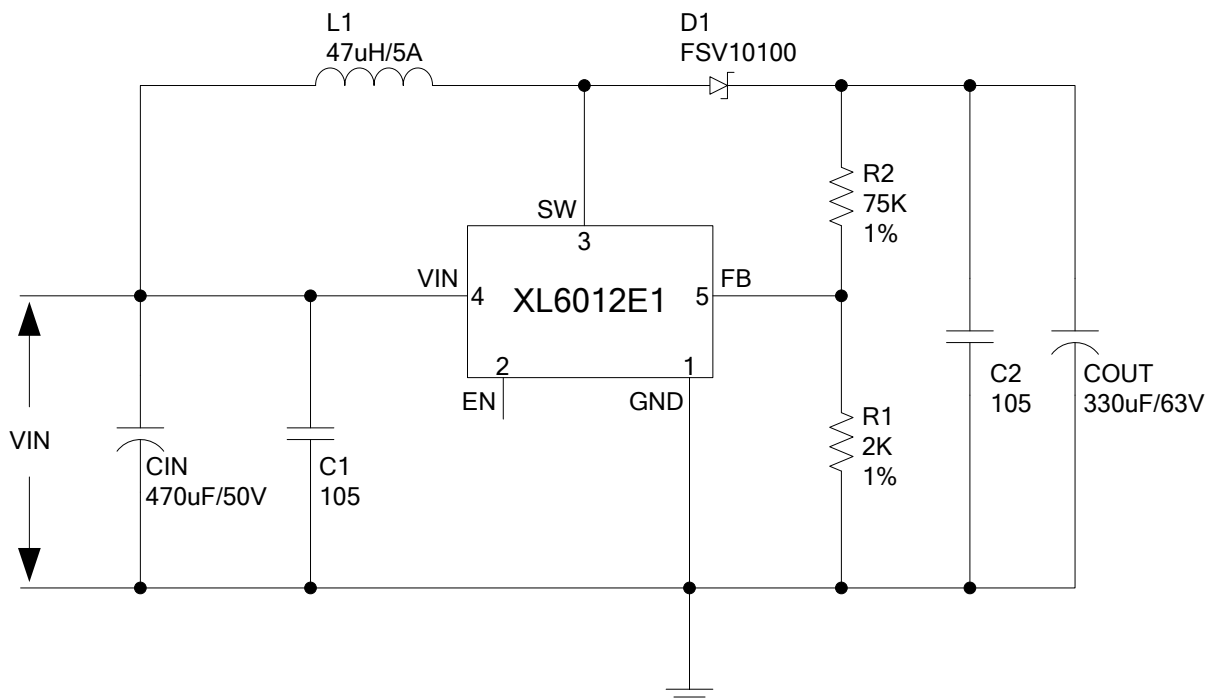 L1
47uH/5A
D1
FSV10100
R2
75K
1%
SW
3
VIN
4
XL6012E1
5
FB
2
1
EN
GND
VIN
CIN
470uF/50V
C1
105
R1
2K
1%
C2
105
COUT
330uF/63V